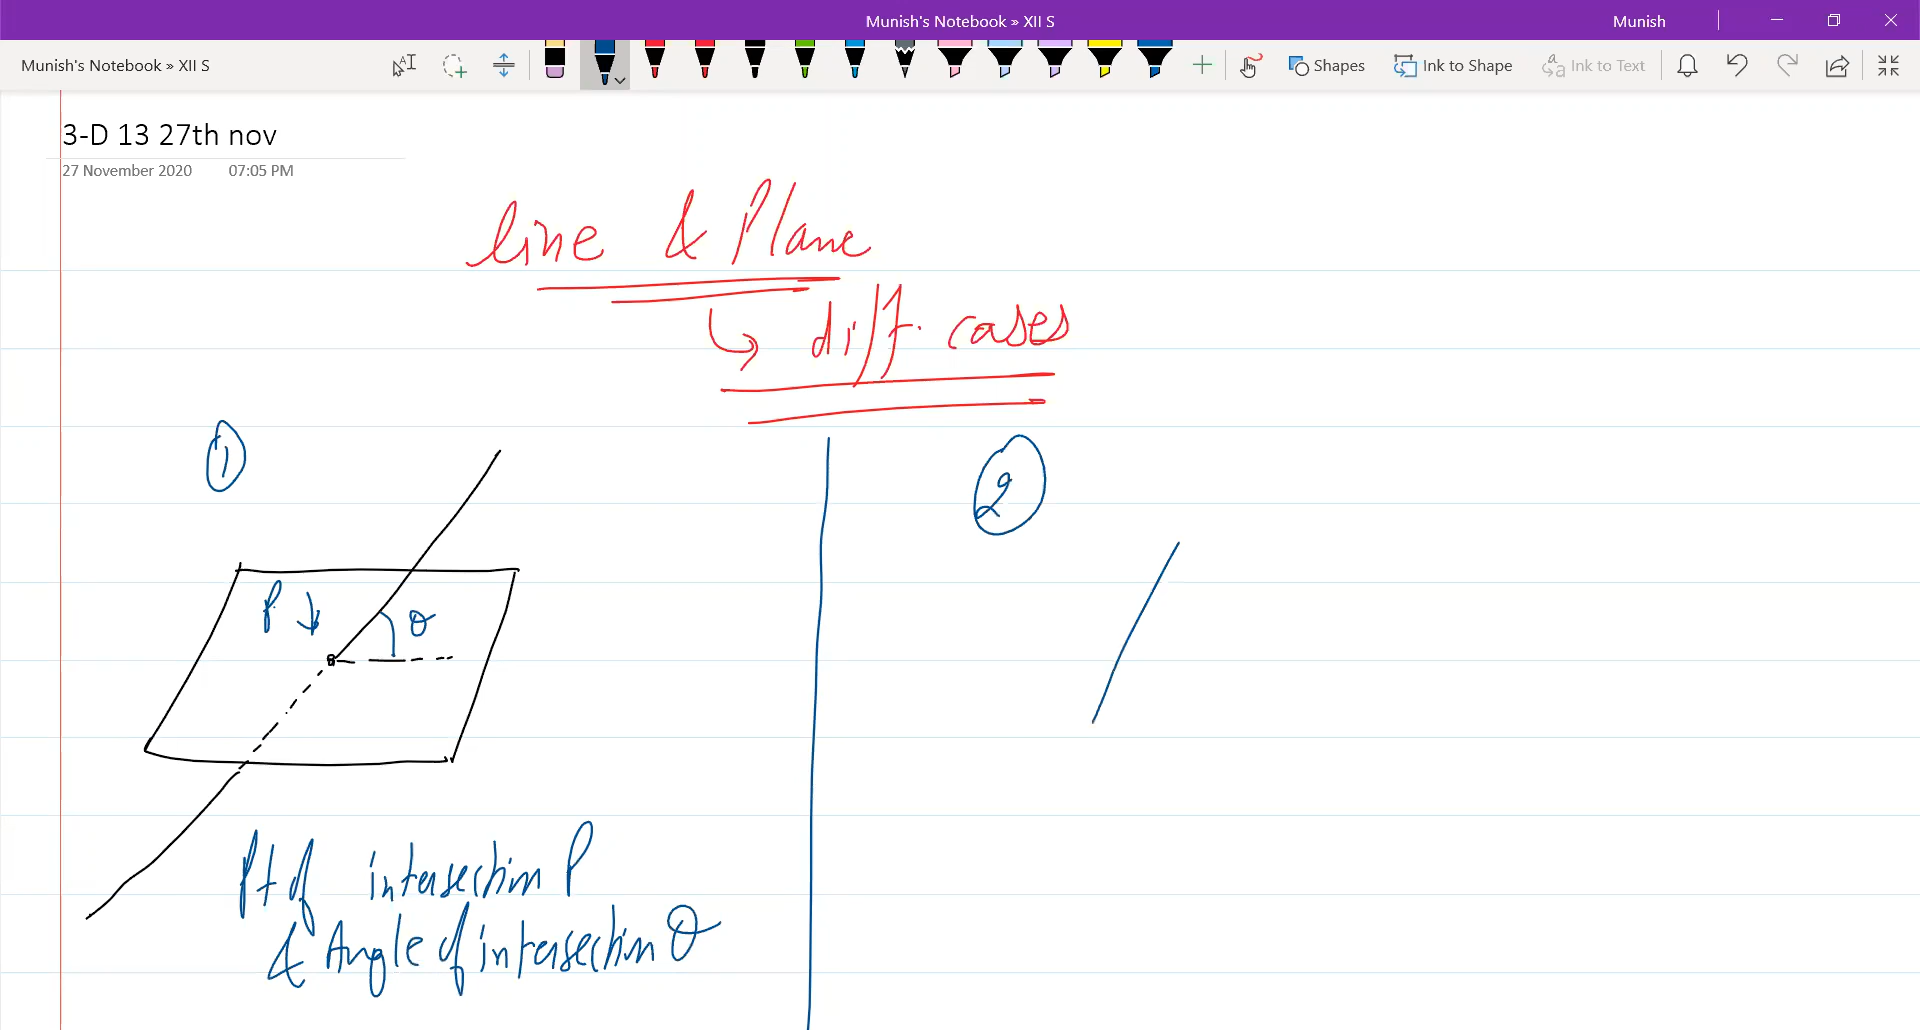 Munish's Notebook » XII S
Munish
Munish's Notebook » XII S
Shapes
Ink to Shape
Ink to Text
3-D 13 27th nov
27 November 2020 07:05 PM
line & Plane
↳ diff. cases
①
②
P ↓ θ
Pt of intersection P
& Angle of intersection θ